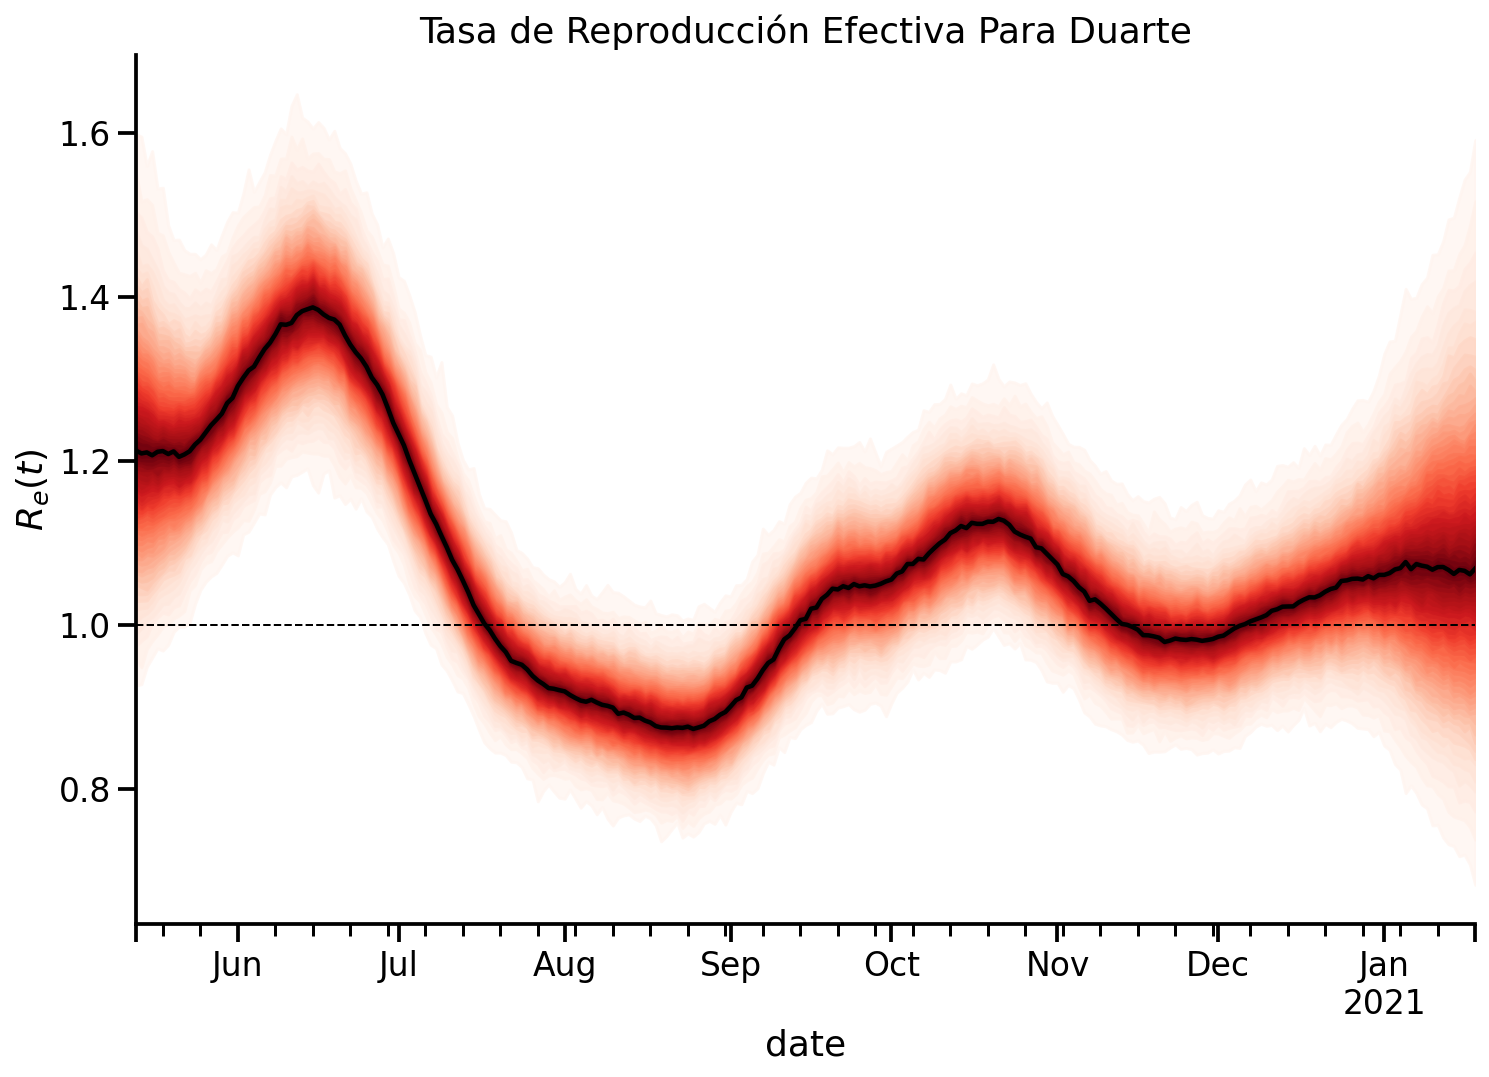 Tasa de Reproducción Efectiva Para Duarte
1.6
1.4
1.2
1.0
0.8
Re(t)
Jun Jul Aug Sep Oct Nov Dec Jan
2021
date